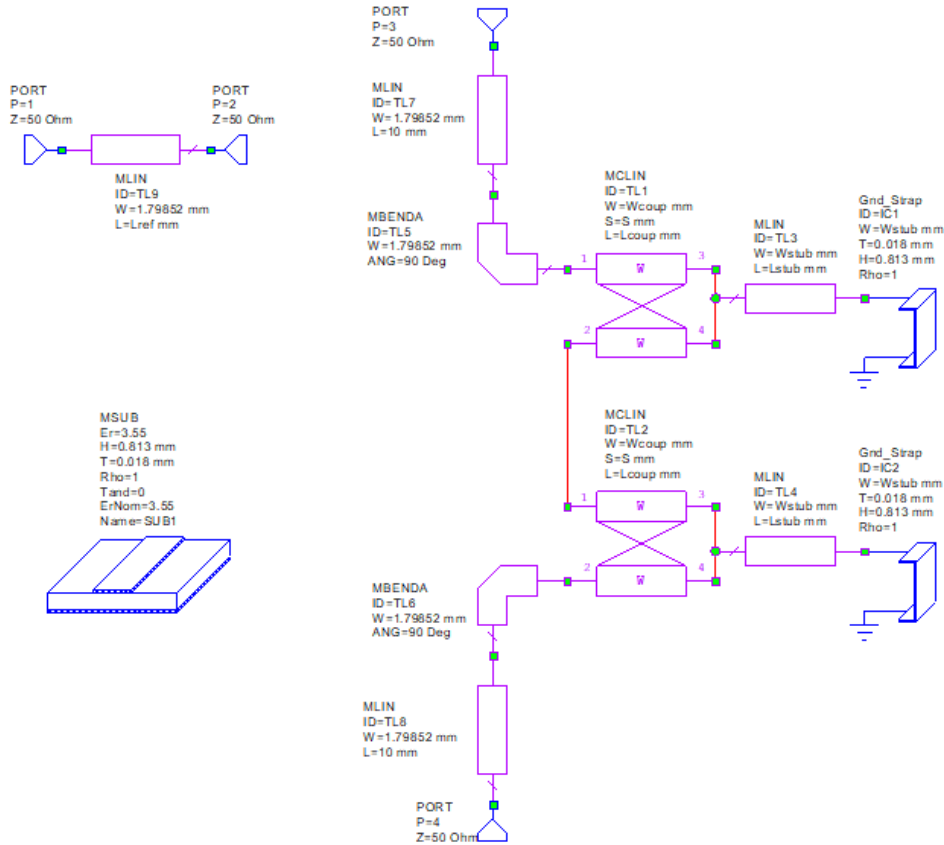 PORT
P=3
Z=50 Ohm
PORT
P=1
Z=50 Ohm
PORT
P=2
Z=50 Ohm
MLIN
ID=TL7
W=1.79852 mm
L=10 mm
MLIN
ID=TL9
W=1.79852 mm
L=Lref mm
MBENDA
ID=TL5
W=1.79852 mm
ANG=90 Deg
MCLIN
ID=TL1
W=Wcoup mm
S=S mm
L=Lcoup mm
1
W
3
2
W
4
MLIN
ID=TL3
W=Wstub mm
L=Lstub mm
Gnd_Strap
ID=IC1
W=Wstub mm
T=0.018 mm
H=0.813 mm
Rho=1
MSUB
Er=3.55
H=0.813 mm
T=0.018 mm
Rho=1
Tand=0
ErNom=3.55
Name=SUB1
MCLIN
ID=TL2
W=Wcoup mm
S=S mm
L=Lcoup mm
1
W
3
2
W
4
MLIN
ID=TL4
W=Wstub mm
L=Lstub mm
Gnd_Strap
ID=IC2
W=Wstub mm
T=0.018 mm
H=0.813 mm
Rho=1
MBENDA
ID=TL6
W=1.79852 mm
ANG=90 Deg
MLIN
ID=TL8
W=1.79852 mm
L=10 mm
PORT
P=4
Z=50 Ohm